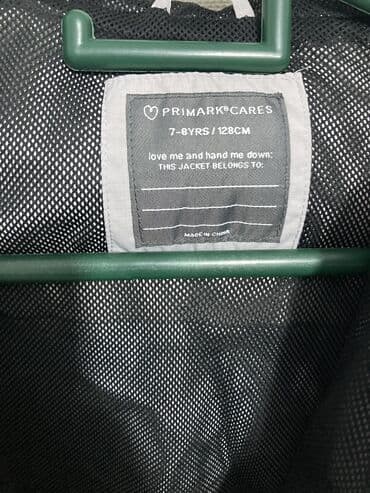 PRIMARK® CARES
7-8YRS / 128CM
love me and hand me down:
THIS JACKET BELONGS TO:
MADE IN CHINA